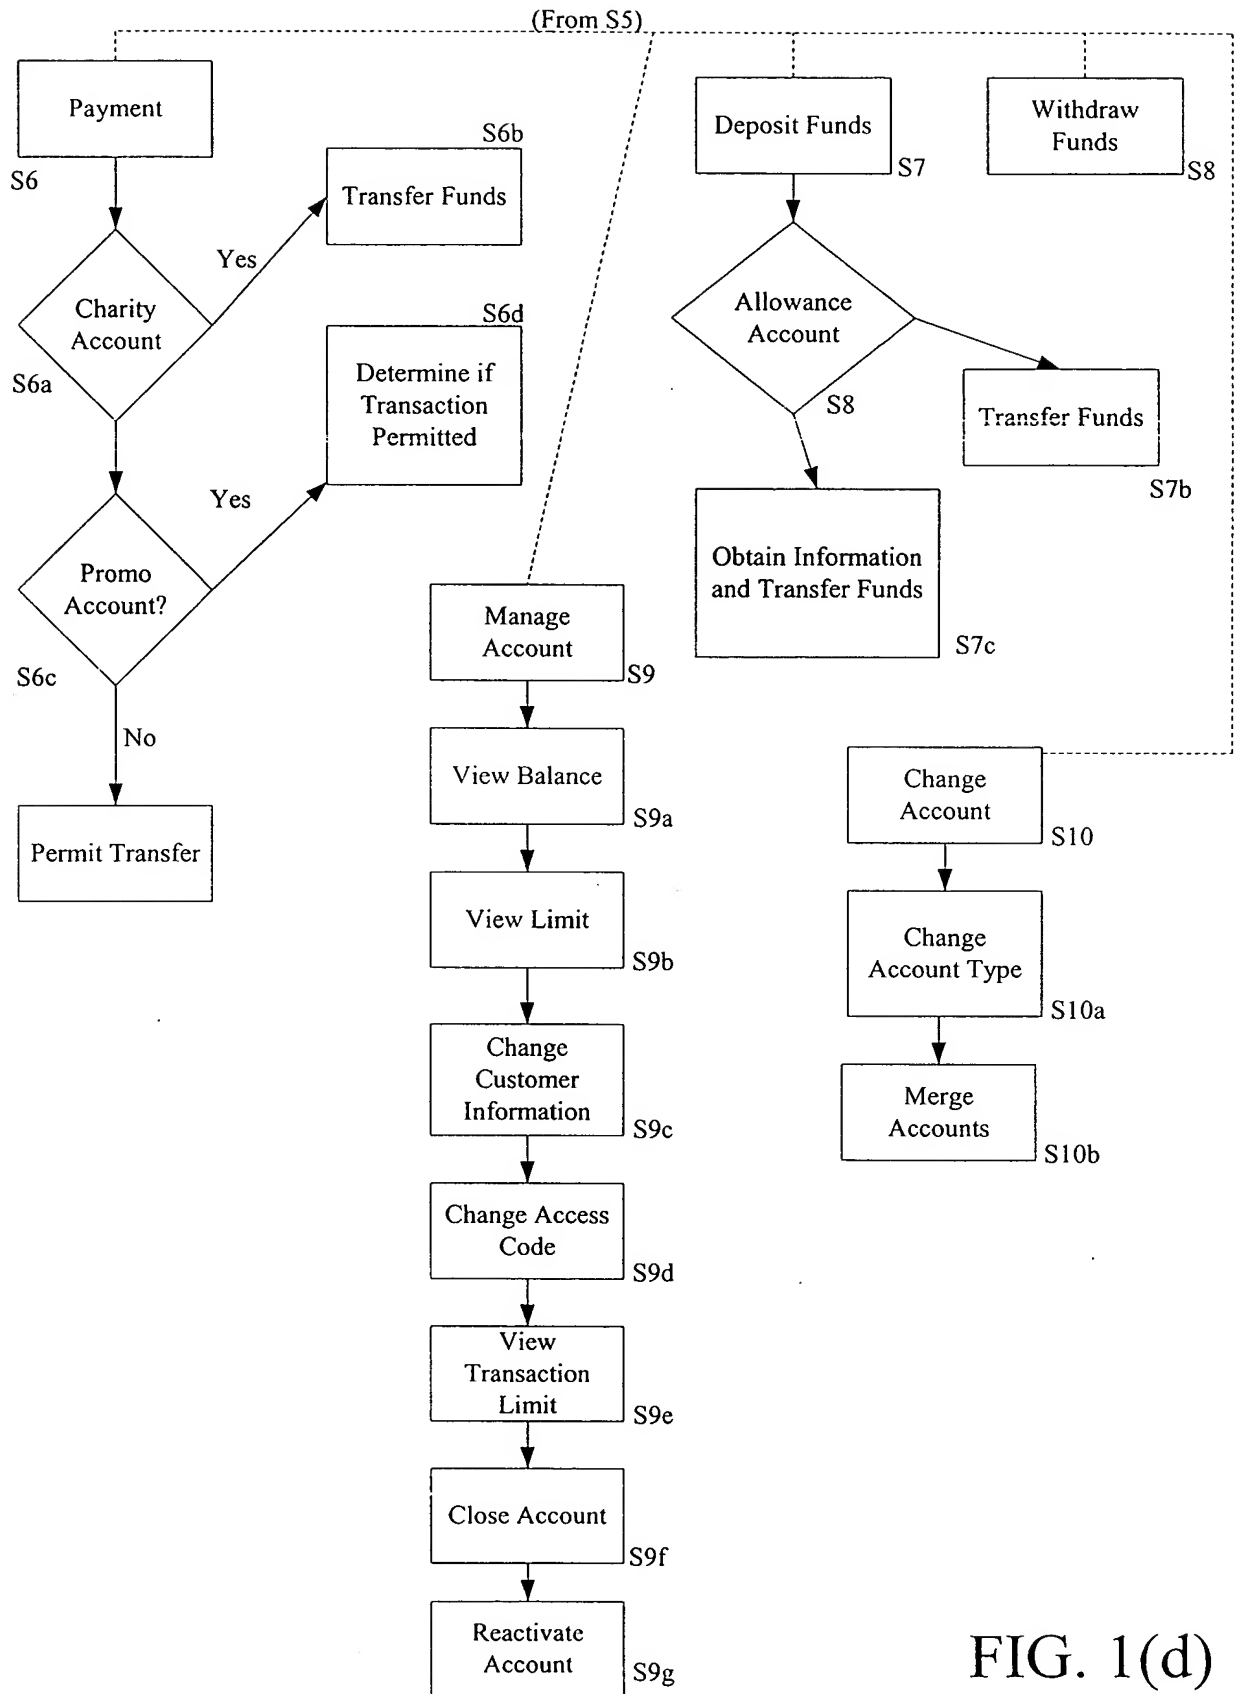 (From S5)
Payment
S6
Charity
Account
S6a
Yes
S6b
Transfer Funds
S6d
Determine if
Transaction
Permitted
Promo
Account?
S6c
Yes
No
Permit Transfer
Deposit Funds
S7
Allowance
Account
S8
Transfer Funds
S7b
Obtain Information
and Transfer Funds
S7c
Withdraw
Funds
S8
Manage
Account
S9
View Balance
S9a
View Limit
S9b
Change
Customer
Information
S9c
Change Access
Code
S9d
View
Transaction
Limit
S9e
Close Account
S9f
Reactivate
Account
S9g
Change
Account
S10
Change
Account Type
S10a
Merge
Accounts
S10b
FIG. 1(d)